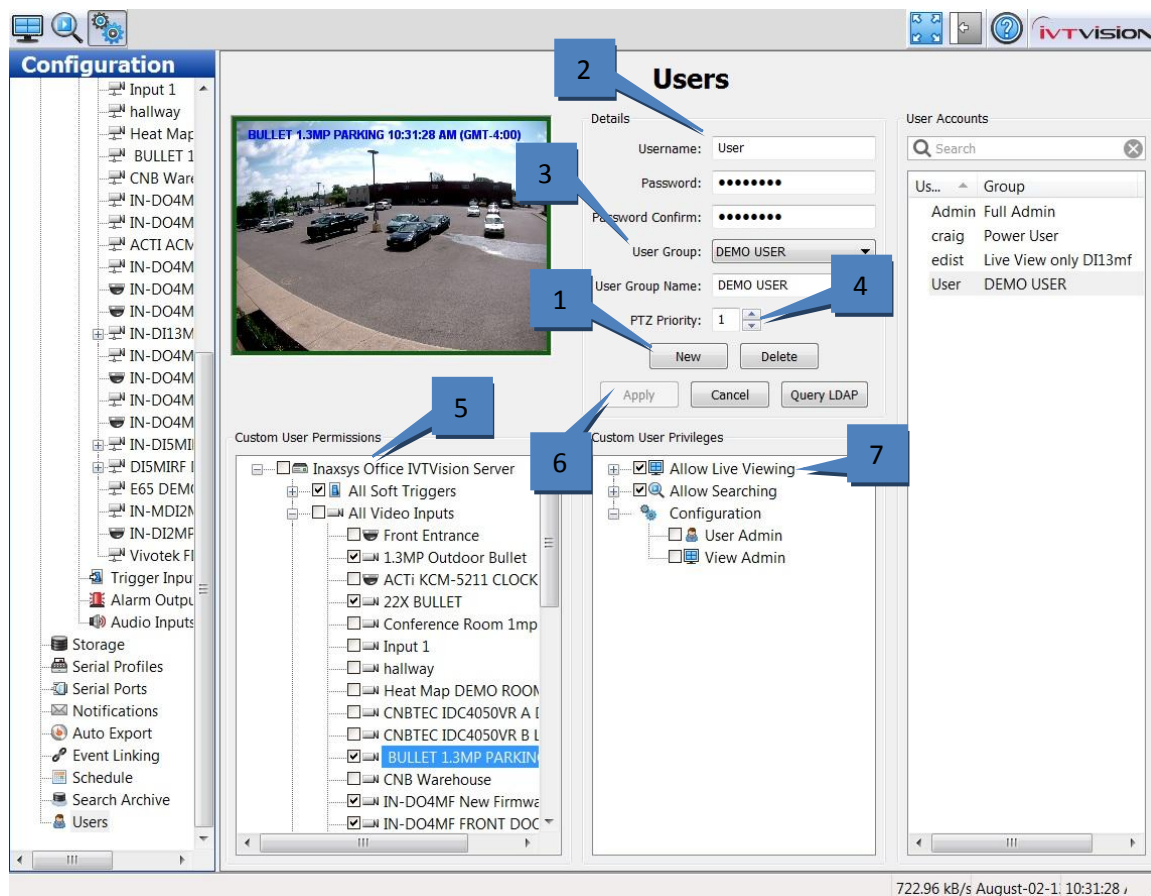 ivtvision
Configuration
Input 1
hallway
Heat Map
BULLET 1
CNB Ware
IN-DO4M
IN-DO4M
ACTI ACM
IN-DO4M
IN-DO4M
IN-DO4M
IN-DI13M
IN-DO4M
IN-DO4M
IN-DO4M
IN-DO4M
IN-DI5MI
DI5MIRF I
E65 DEMO
IN-MDI2M
IN-DI2MP
Vivotek FI
Trigger Inpu
Alarm Outpu
Audio Inputs
Storage
Serial Profiles
Serial Ports
Notifications
Auto Export
Event Linking
Schedule
Search Archive
Users
Users
BULLET 1.3MP PARKING 10:31:28 AM (GMT-4:00)
2
3
1
4
5
6
7
Details
Username: User
Password: ••••••••
Password Confirm: ••••••••
User Group: DEMO USER
User Group Name: DEMO USER
PTZ Priority: 1
New Delete
Apply Cancel Query LDAP
User Accounts
Search
Us... Group
Admin Full Admin
craig Power User
edist Live View only DI13mf
User DEMO USER
Custom User Permissions
Inaxsys Office IVTVision Server
All Soft Triggers
All Video Inputs
Front Entrance
1.3MP Outdoor Bullet
ACTi KCM-5211 CLOCK
22X BULLET
Conference Room 1mp
Input 1
hallway
Heat Map DEMO ROOM
CNBTEC IDC4050VR A
CNBTEC IDC4050VR B L
BULLET 1.3MP PARKIN
CNB Warehouse
IN-DO4MF New Firmwa
IN-DO4MF FRONT DOC
Custom User Privileges
Allow Live Viewing
Allow Searching
Configuration
User Admin
View Admin
722.96 kB/s August-02-1 10:31:28